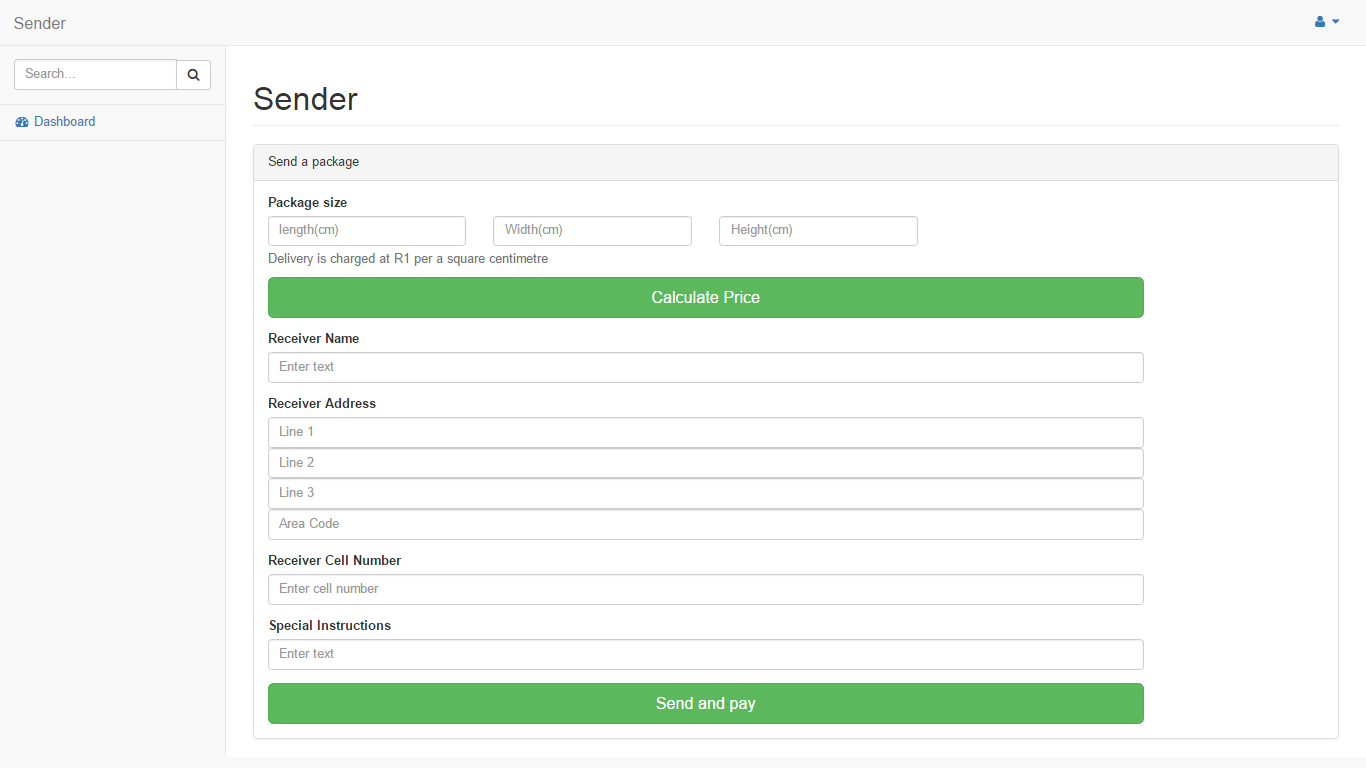 Sender
Search...
Dashboard
Sender
Send a package
Package size
length(cm) Width(cm) Height(cm)
Delivery is charged at R1 per a square centimetre
Calculate Price
Receiver Name
Enter text
Receiver Address
Line 1
Line 2
Line 3
Area Code
Receiver Cell Number
Enter cell number
Special Instructions
Enter text
Send and pay